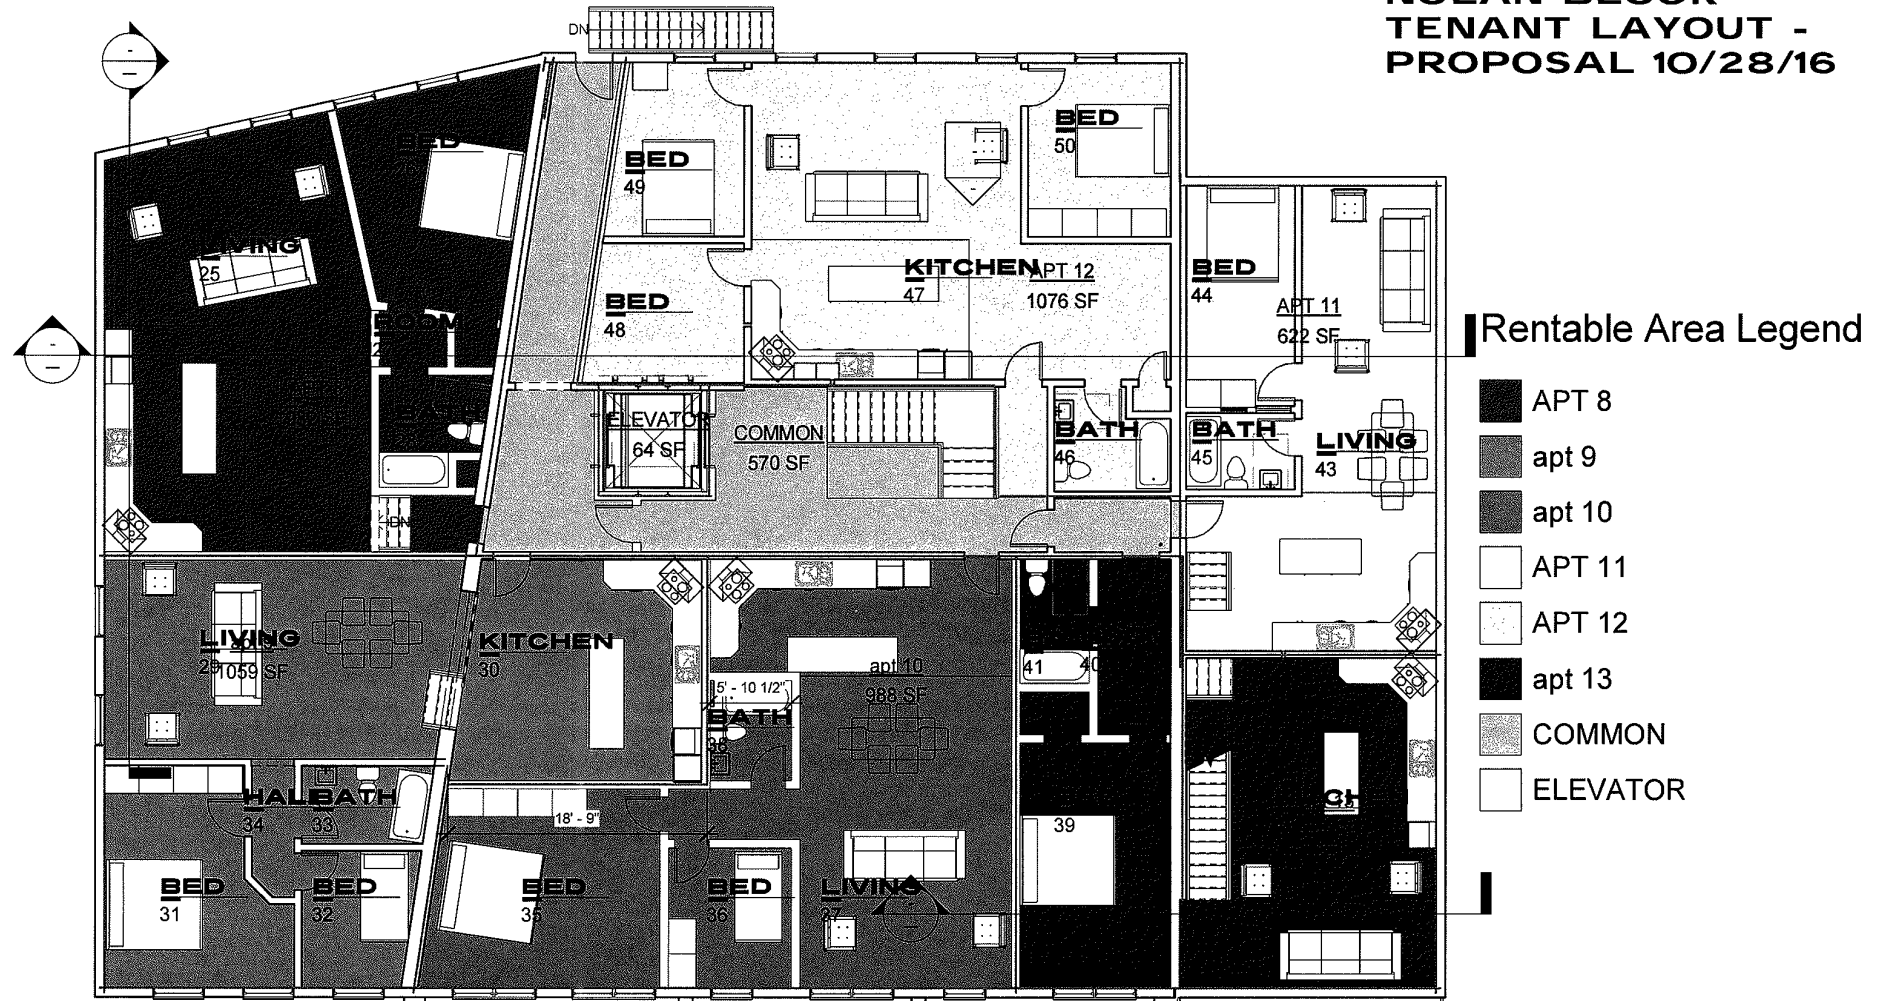 TENANT LAYOUT -
PROPOSAL 10/28/16
DN
BED
BED
49
BED
50
LIVING
25
BED
48
KITCHEN
47
APT 12
1076 SF
BED
44
APT 11
622 SF
ROOM
ELEVATOR
64 SF
COMMON
570 SF
BATH
46
BATH
45
LIVING
43
DN
LIVING
1059 SF
KITCHEN
30
apt 10
988 SF
41
40
5' - 10 1/2"
BATH
38
HALL
34
BATH
33
18' - 9"
39
BED
31
BED
32
BED
35
BED
36
LIVING
37
Rentable Area Legend
APT 8
apt 9
apt 10
APT 11
APT 12
apt 13
COMMON
ELEVATOR